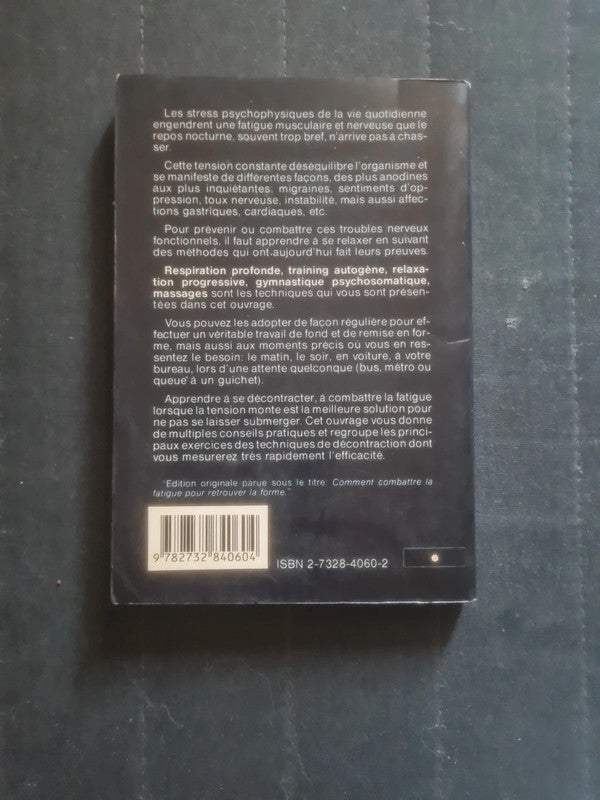 Les stress psychophysiques de la vie quotidienne
engendrent une fatigue musculaire et nerveuse que le
repos nocturne, souvent trop bref, n'arrive pas à chas-
ser.
Cette tension constante déséquilibre l'organisme et
se manifeste de différentes façons, des plus anodines
aux plus inquiétantes: migraines, sentiments d'op-
pression, toux nerveuse, instabilité, mais aussi affec-
tions gastriques, cardiaques, etc.
Pour prévenir ou combattre ces troubles nerveux
fonctionnels, il faut apprendre à se relaxer en suivant
des méthodes qui ont aujourd'hui fait leurs preuves.
Respiration profonde, training autogène, relaxa-
tion progressive, gymnastique psychosomatique,
massages sont les techniques qui vous sont présen-
tées dans cet ouvrage.
Vous pouvez les adopter de façon régulière pour ef-
fectuer un véritable travail de fond et de remise en for-
me, mais aussi aux moments précis où vous en res-
sentez le besoin: le matin, le soir, en voiture, à votre
bureau, lors d'une attente quelconque (bus, métro ou
queue à un guichet).
Apprendre à se décontracter, à combattre la fatigue
lorsque la tension monte est la meilleure solution pour
ne pas se laisser submerger. Cet ouvrage vous donne
de multiples conseils pratiques et regroupe les princi-
paux exercices des techniques de décontraction dont
vous mesurerez très rapidement l'efficacité.
"Edition originale parue sous le titre: Comment combattre la
fatigue pour retrouver la forme."
9 782732 840604
ISBN 2-7328-4060-2